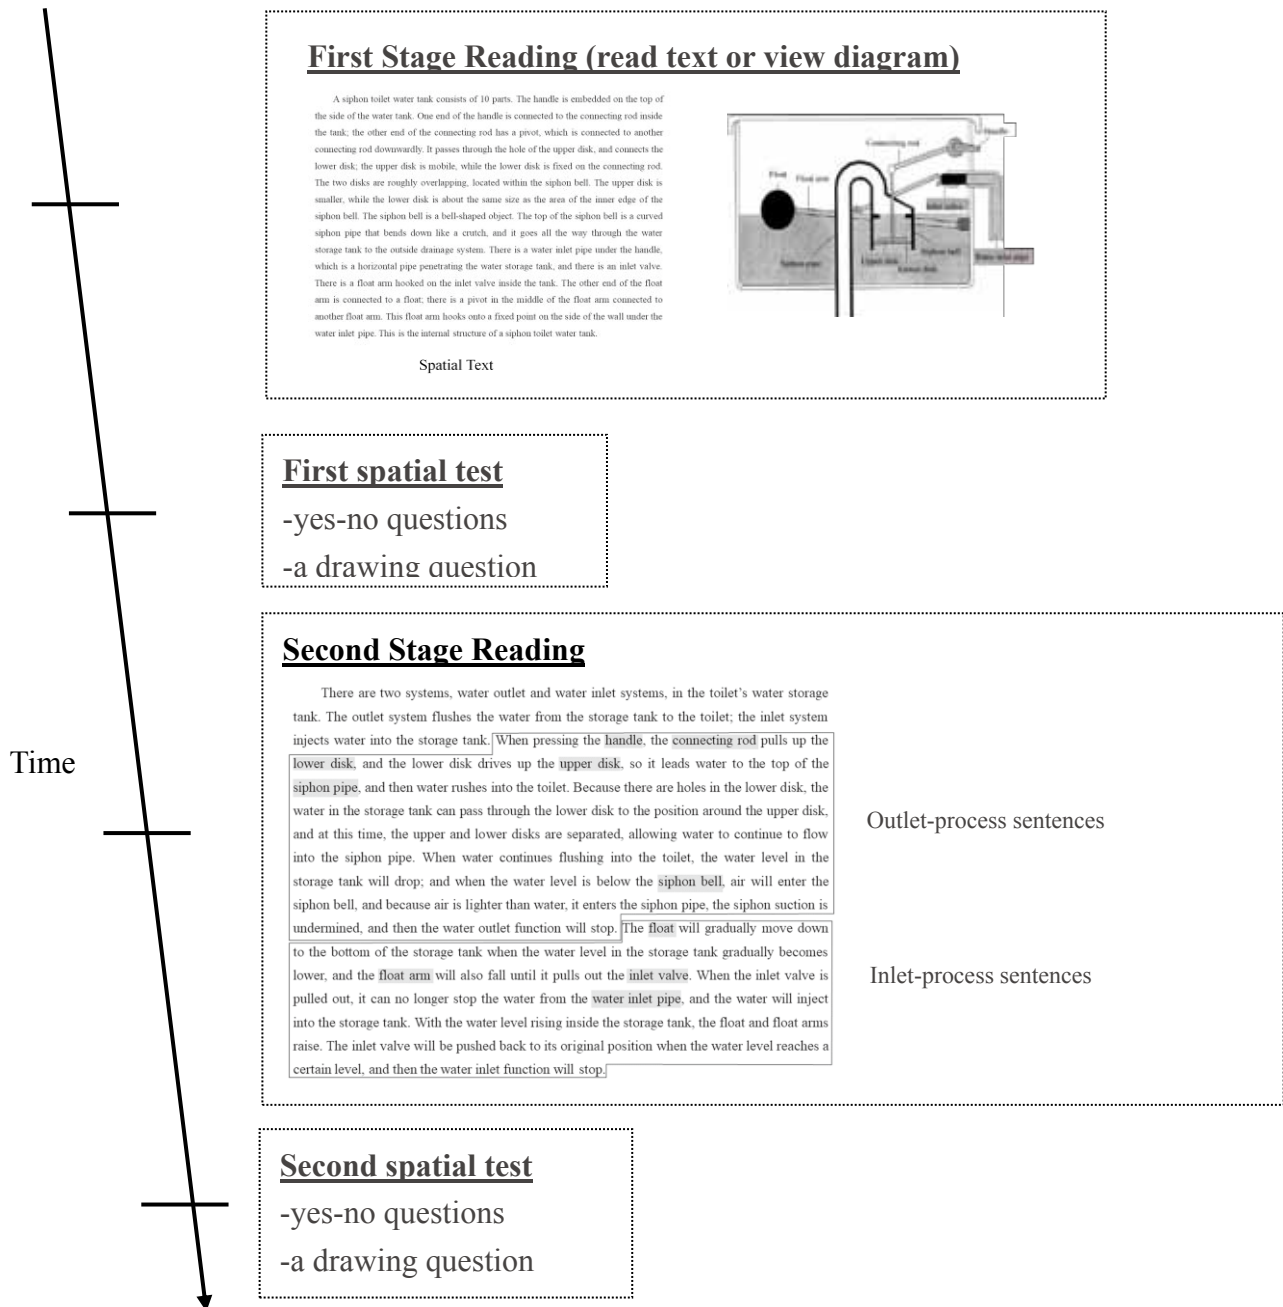 First Stage Reading (read text or view diagram)
A siphon toilet water tank consists of 10 parts. The handle is embedded on the top of
the side of the water tank. One end of the handle is connected to the connecting rod inside
the tank; the other end of the connecting rod has a pivot, which is connected to another
connecting rod downwardly. It passes through the hole of the upper disk, and connects the
lower disk; the upper disk is mobile, while the lower disk is fixed on the connecting rod.
The two disks are roughly overlapping, located within the siphon bell. The upper disk is
smaller, while the lower disk is about the same size as the area of the inner edge of the
siphon bell. The siphon bell is a bell-shaped object. The top of the siphon bell is a curved
siphon pipe that bends down like a crutch, and it goes all the way through the water
storage tank to the outside drainage system. There is a water inlet pipe under the handle,
which is a horizontal pipe penetrating the water storage tank, and there is an inlet valve.
There is a float arm hooked on the inlet valve inside the tank. The other end of the float
arm is connected to a float; there is a pivot in the middle of the float arm connected to
another float arm. This float arm hooks onto a fixed point on the side of the wall under the
water inlet pipe. This is the internal structure of a siphon toilet water tank.
Spatial Text
Handle
Connecting rod
Float
Float arm
Inlet valve
Siphon pipe
Upper disk
Lower disk
Siphon bell
Water inlet pipe
First spatial test
-yes-no questions
-a drawing question
Second Stage Reading
There are two systems, water outlet and water inlet systems, in the toilet's water storage
tank. The outlet system flushes the water from the storage tank to the toilet; the inlet system
injects water into the storage tank. When pressing the handle, the connecting rod pulls up the
lower disk, and the lower disk drives up the upper disk, so it leads water to the top of the
siphon pipe, and then water rushes into the toilet. Because there are holes in the lower disk, the
water in the storage tank can pass through the lower disk to the position around the upper disk,
and at this time, the upper and lower disks are separated, allowing water to continue to flow
into the siphon pipe. When water continues flushing into the toilet, the water level in the
storage tank will drop; and when the water level is below the siphon bell, air will enter the
siphon bell, and because air is lighter than water, it enters the siphon pipe, the siphon suction is
undermined, and then the water outlet function will stop. The float will gradually move down
to the bottom of the storage tank when the water level in the storage tank gradually becomes
lower, and the float arm will also fall until it pulls out the inlet valve. When the inlet valve is
pulled out, it can no longer stop the water from the water inlet pipe, and the water will inject
into the storage tank. With the water level rising inside the storage tank, the float and float arms
raise. The inlet valve will be pushed back to its original position when the water level reaches a
certain level, and then the water inlet function will stop.
Outlet-process sentences
Inlet-process sentences
Time
Second spatial test
-yes-no questions
-a drawing question